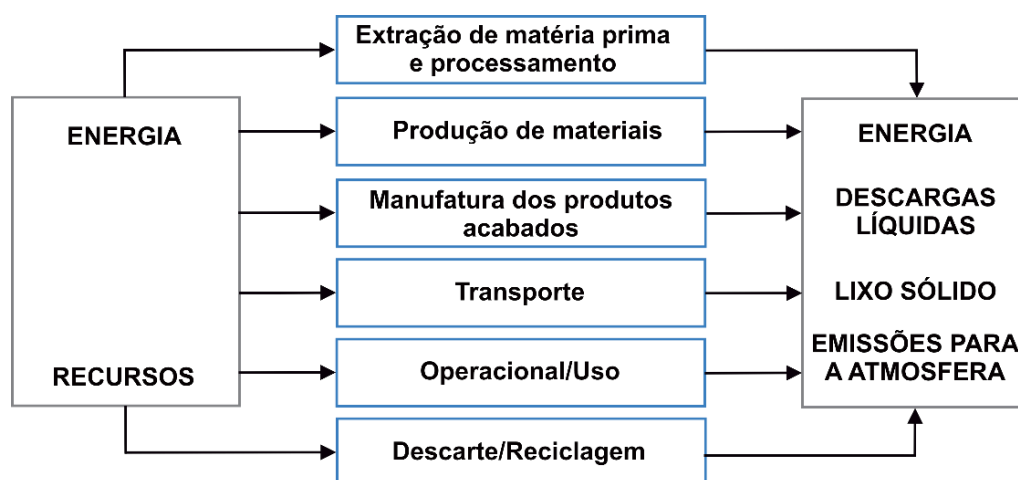 Extração de matéria prima
e processamento
ENERGIA
RECURSOS
Produção de materiais
Manufatura dos produtos
acabados
Transporte
Operacional/Uso
Descarte/Reciclagem
ENERGIA
DESCARGAS
LÍQUIDAS
LIXO SÓLIDO
EMISSÕES PARA
A ATMOSFERA